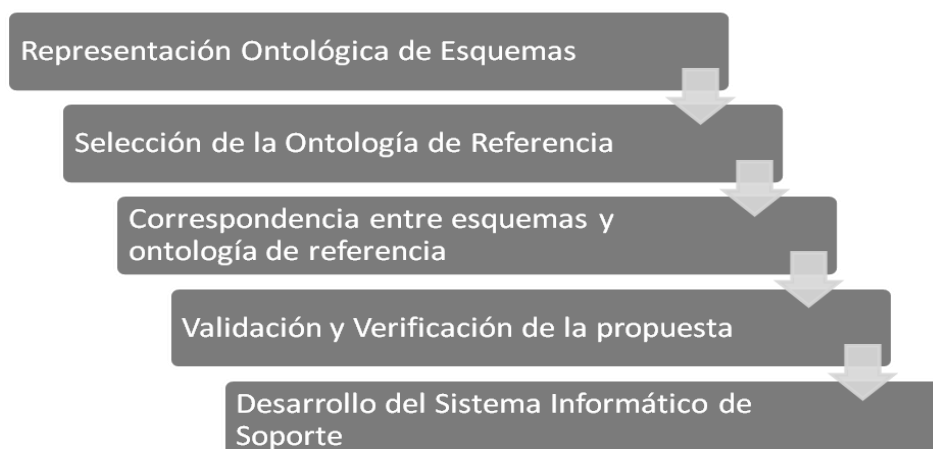 Representación Ontológica de Esquemas
Selección de la Ontología de Referencia
Correspondencia entre esquemas y
ontología de referencia
Validación y Verificación de la propuesta
Desarrollo del Sistema Informático de
Soporte